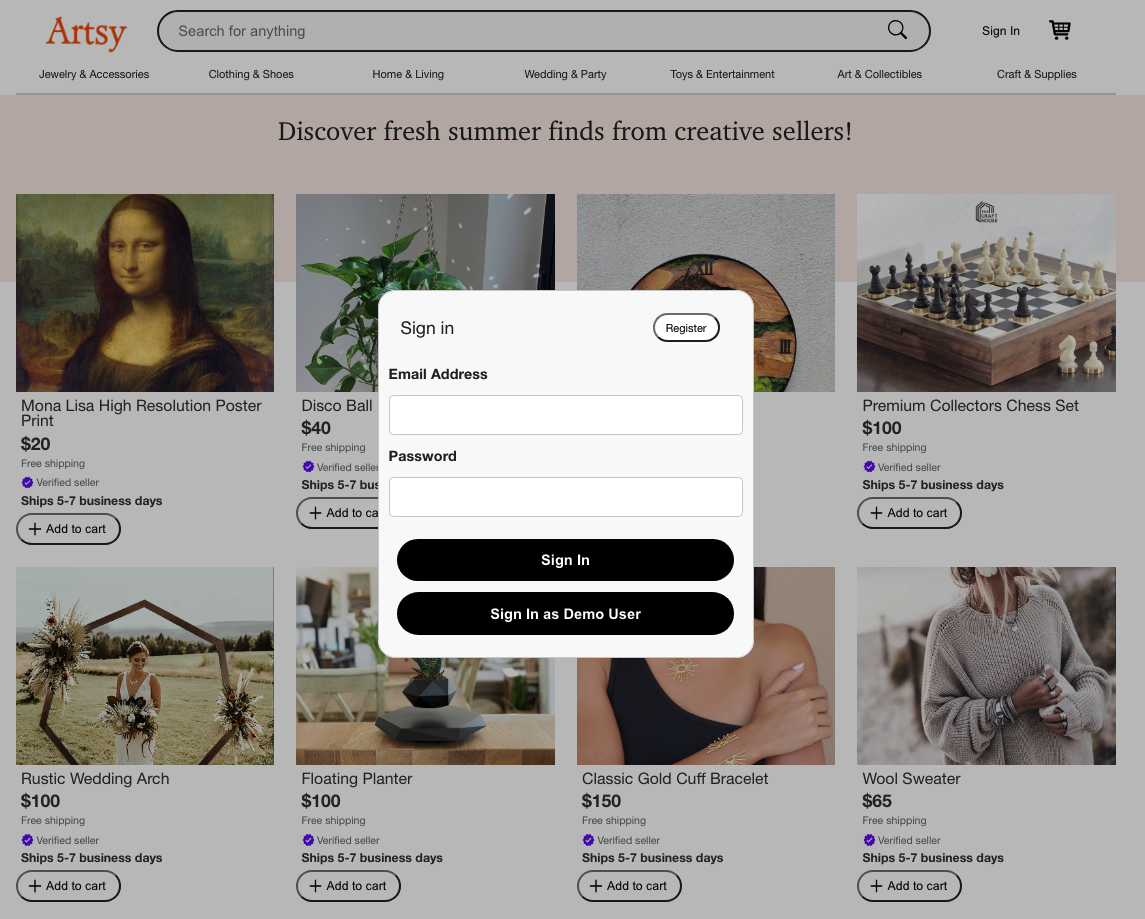 Artsy
Search for anything
Sign In
Jewelry & Accessories
Clothing & Shoes
Home & Living
Wedding & Party
Toys & Entertainment
Art & Collectibles
Craft & Supplies
Discover fresh summer finds from creative sellers!
CRAFT
HOUSE
XII
III
Mona Lisa High Resolution Poster
Print
$20
Free shipping
Verified seller
Ships 5-7 business days
Add to cart
Disco Ball
$40
Free shipping
Verified seller
Ships 5-7 bus
Add to ca
Premium Collectors Chess Set
$100
Free shipping
Verified seller
Ships 5-7 business days
Add to cart
Sign in
Register
Email Address
Password
Sign In
Sign In as Demo User
Rustic Wedding Arch
$100
Free shipping
Verified seller
Ships 5-7 business days
Add to cart
Floating Planter
$100
Free shipping
Verified seller
Ships 5-7 business days
Add to cart
Classic Gold Cuff Bracelet
$150
Free shipping
Verified seller
Ships 5-7 business days
Add to cart
Wool Sweater
$65
Free shipping
Verified seller
Ships 5-7 business days
Add to cart